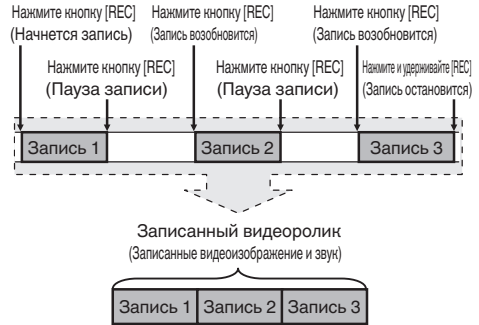 Нажмите кнопку [REC]
(Начнется запись)
Нажмите кнопку [REC]
(Запись возобновится)
Нажмите кнопку [REC]
(Запись возобновится)
Нажмите кнопку [REC]
(Пауза записи)
Нажмите кнопку [REC]
(Пауза записи)
Нажмите и удерживайте [REC]
(Запись остановится)
Запись 1
Запись 2
Запись 3
Записанный видеоролик
(Записанные видеоизображение и звук)
Запись 1
Запись 2
Запись 3